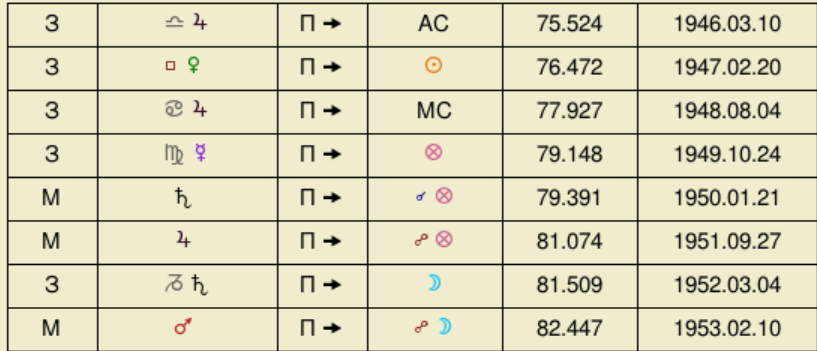 З ♎ ♃ П → AC 75.524 1946.03.10
З □ ♀ П → ☉ 76.472 1947.02.20
З ♋ ♃ П → MC 77.927 1948.08.04
З ♍ ☿ П → ⊗ 79.148 1949.10.24
М ♄ П → ☌ ⊗ 79.391 1950.01.21
М ♃ П → ☍ ⊗ 81.074 1951.09.27
З ♑ ♄ П → ☽ 81.509 1952.03.04
М ♂ П → ☍ ☽ 82.447 1953.02.10